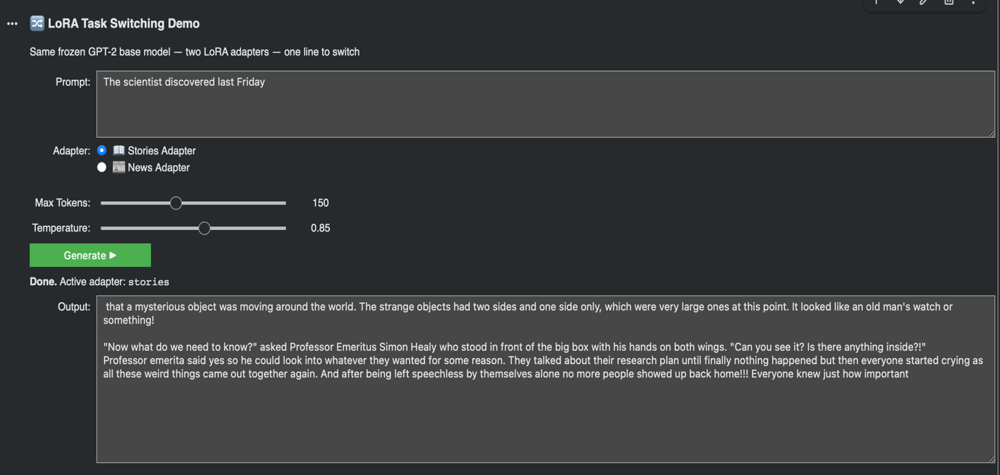 LoRA Task Switching Demo
Same frozen GPT-2 base model — two LoRA adapters — one line to switch
Prompt:
The scientist discovered last Friday
Adapter:
Stories Adapter
News Adapter
Max Tokens:
150
Temperature:
0.85
Generate ▶
Done. Active adapter: stories
Output:
that a mysterious object was moving around the world. The strange objects had two sides and one side only, which were very large ones at this point. It looked like an old man's watch or
something!
"Now what do we need to know?" asked Professor Emeritus Simon Healy who stood in front of the big box with his hands on both wings. "Can you see it? Is there anything inside?!"
Professor emerita said yes so he could look into whatever they wanted for some reason. They talked about their research plan until finally nothing happened but then everyone started crying as
all these weird things came out together again. And after being left speechless by themselves alone no more people showed up back home!!! Everyone knew just how important